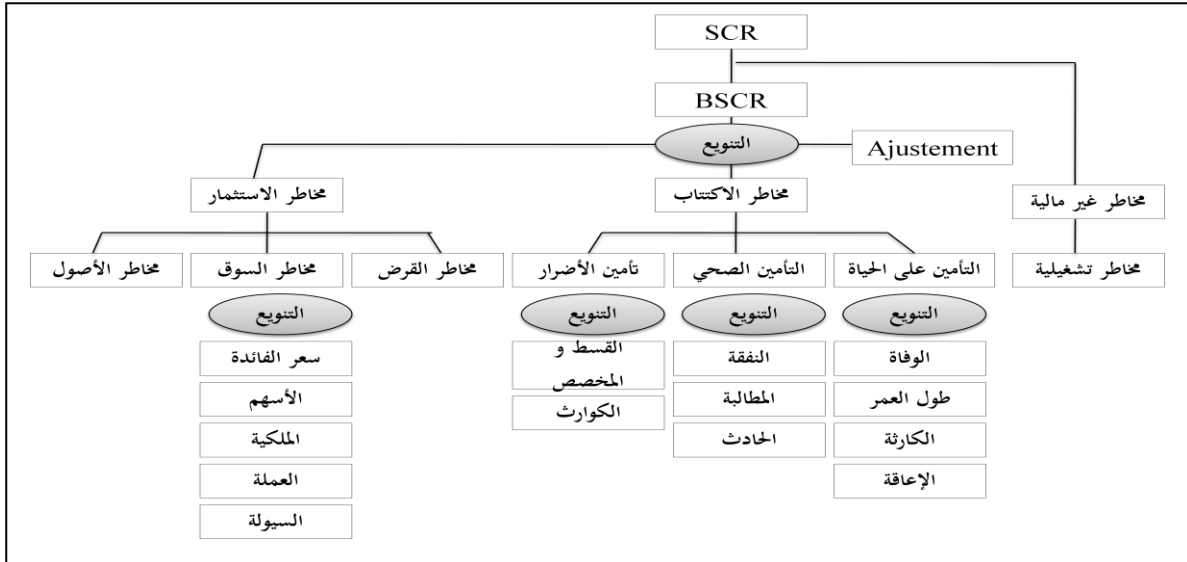 SCR
BSCR
التنويع
Ajustement
مخاطر غير مالية
مخاطر الاكتتاب
مخاطر الاستثمار
مخاطر تشغيلية
التأمين على الحياة
التأمين الصحي
تأمين الأضرار
مخاطر القرض
مخاطر السوق
مخاطر الأصول
التنويع
الوفاة
طول العمر
الكارثة
الإعاقة
التنويع
النفقة
المطالبة
الحادث
التنويع
القسط و
المخصص
الكوارث
التنويع
سعر الفائدة
الأسهم
الملكية
العملة
السيولة